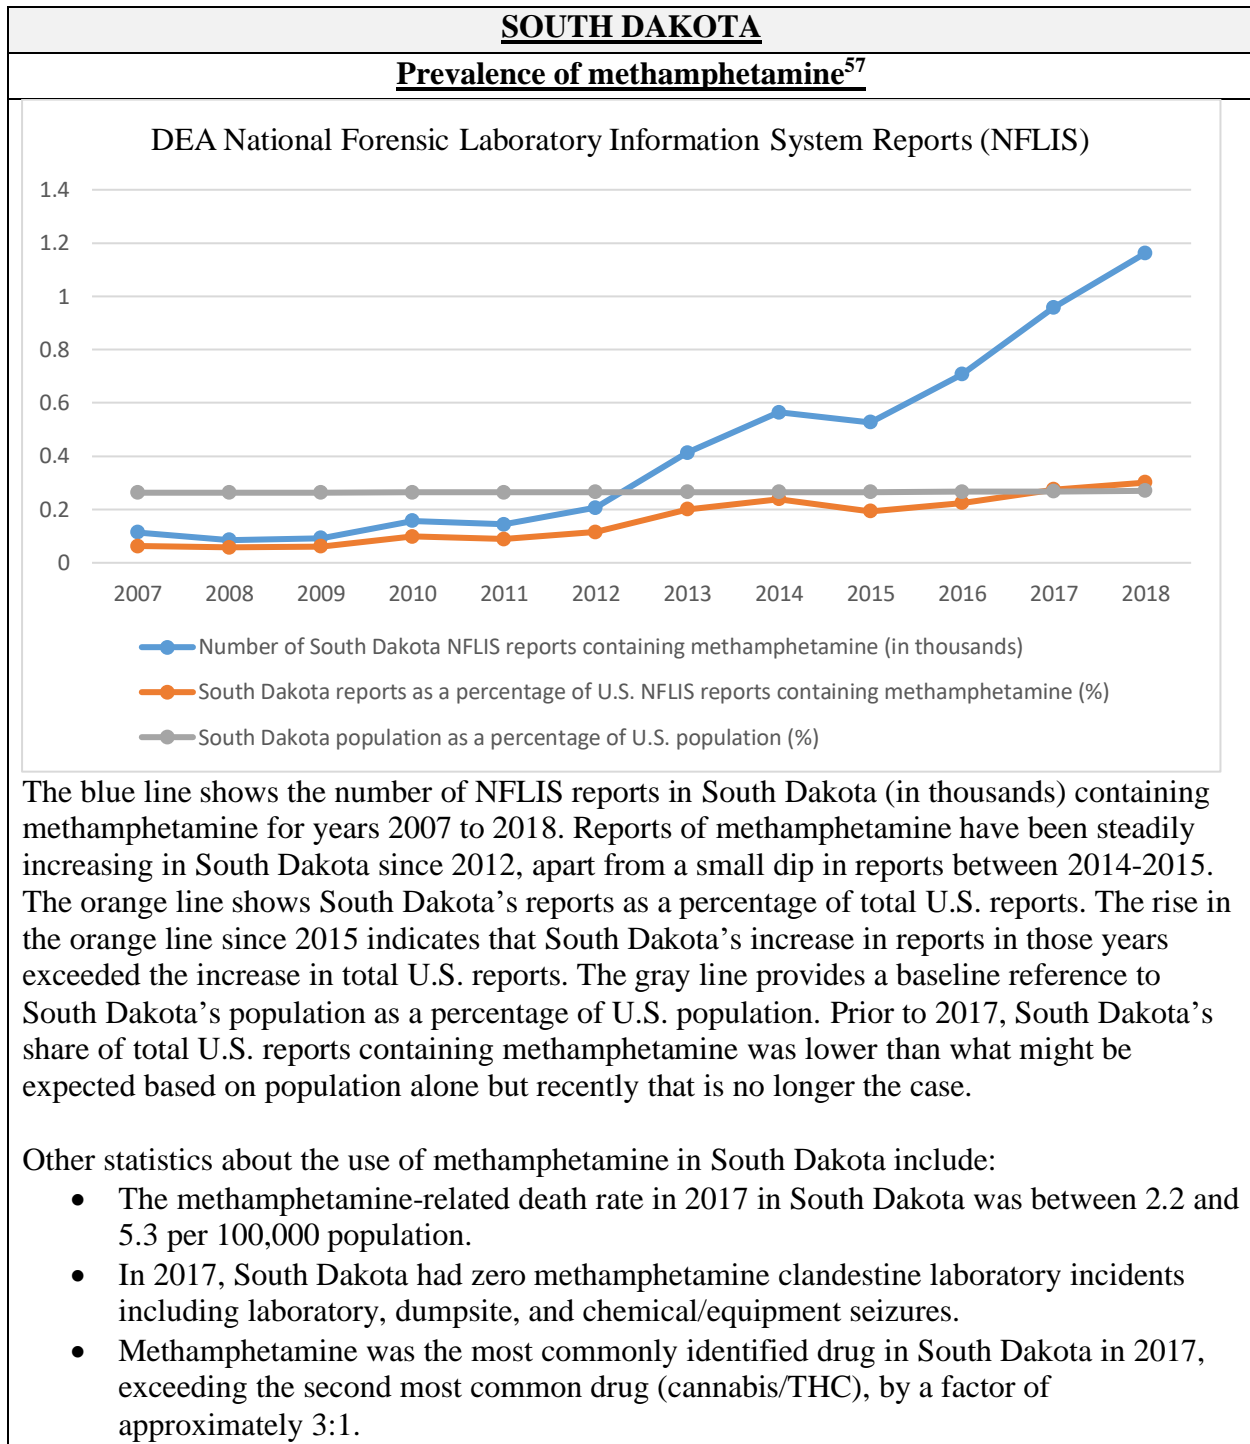 SOUTH DAKOTA
Prevalence of methamphetamine57
DEA National Forensic Laboratory Information System Reports (NFLIS)
1.4
1.2
1
0.8
0.6
0.4
0.2
0
2007 2008 2009 2010 2011 2012 2013 2014 2015 2016 2017 2018
Number of South Dakota NFLIS reports containing methamphetamine (in thousands)
South Dakota reports as a percentage of U.S. NFLIS reports containing methamphetamine (%)
South Dakota population as a percentage of U.S. population (%)
The blue line shows the number of NFLIS reports in South Dakota (in thousands) containing
methamphetamine for years 2007 to 2018. Reports of methamphetamine have been steadily
increasing in South Dakota since 2012, apart from a small dip in reports between 2014-2015.
The orange line shows South Dakota’s reports as a percentage of total U.S. reports. The rise in
the orange line since 2015 indicates that South Dakota’s increase in reports in those years
exceeded the increase in total U.S. reports. The gray line provides a baseline reference to
South Dakota’s population as a percentage of U.S. population. Prior to 2017, South Dakota’s
share of total U.S. reports containing methamphetamine was lower than what might be
expected based on population alone but recently that is no longer the case.
Other statistics about the use of methamphetamine in South Dakota include:
• The methamphetamine-related death rate in 2017 in South Dakota was between 2.2 and
5.3 per 100,000 population.
• In 2017, South Dakota had zero methamphetamine clandestine laboratory incidents
including laboratory, dumpsite, and chemical/equipment seizures.
• Methamphetamine was the most commonly identified drug in South Dakota in 2017,
exceeding the second most common drug (cannabis/THC), by a factor of
approximately 3:1.